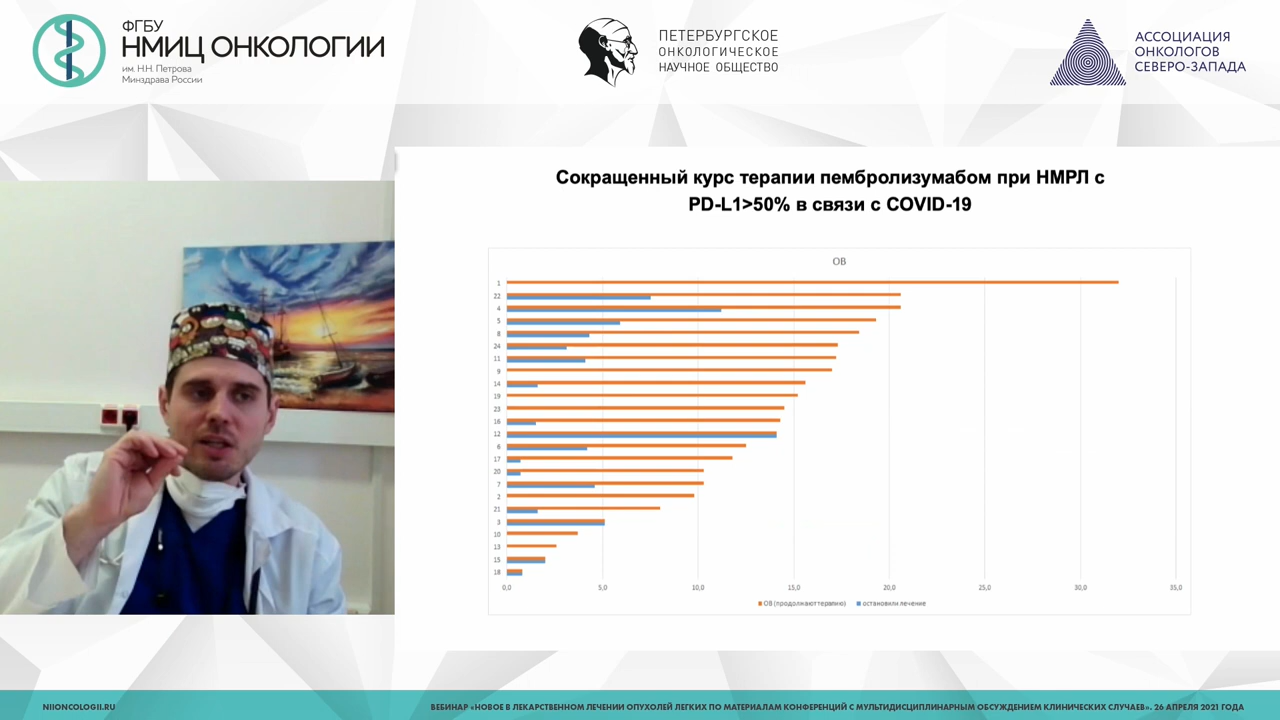 ФГБУ
НМИЦ ОНКОЛОГИИ
им. Н.Н. Петрова
Минздрава России
ПЕТЕРБУРГСКОЕ
ОНКОЛОГИЧЕСКОЕ
НАУЧНОЕ ОБЩЕСТВО
АССОЦИАЦИЯ
ОНКОЛОГОВ
СЕВЕРО-ЗАПАДА
Сокращенный курс терапии пембролизумабом при НМРЛ с
PD-L1>50% в связи с COVID-19
ОВ
1
22
4
5
8
24
11
9
14
19
23
16
12
6
17
20
7
2
21
3
10
13
15
18
0,0 5,0 10,0 15,0 20,0 25,0 30,0 35,0
ОВ (продолжают терапию) остановили лечение
NIIONCOLOGII.RU
ВЕБИНАР «НОВОЕ В ЛЕКАРСТВЕННОМ ЛЕЧЕНИИ ОПУХОЛЕЙ ЛЕГКИХ ПО МАТЕРИАЛАМ КОНФЕРЕНЦИЙ С МУЛЬТИДИСЦИПЛИНАРНЫМ ОБСУЖДЕНИЕМ КЛИНИЧЕСКИХ СЛУЧАЕВ». 26 АПРЕЛЯ 2021 ГОДА